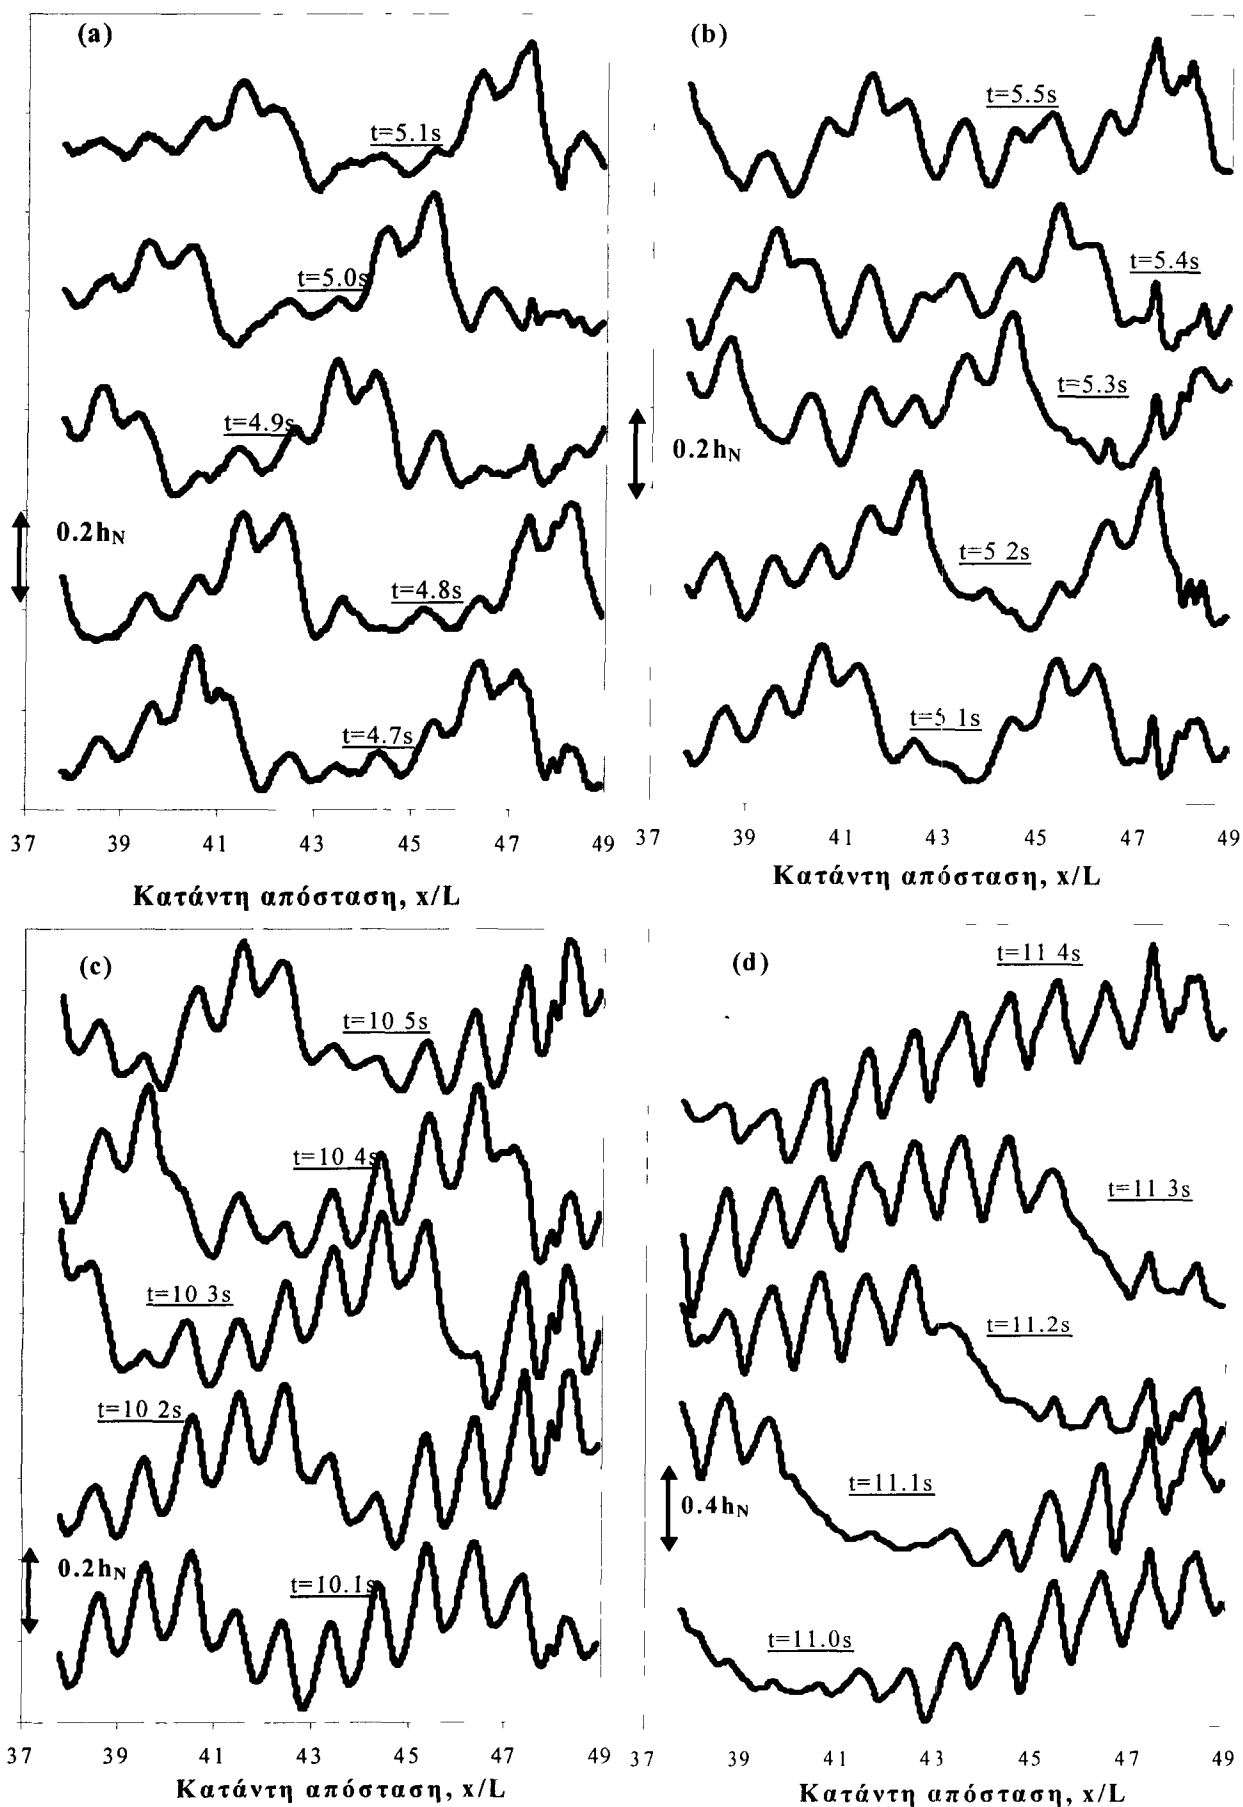 (a)
t=5.1s
t=5.0s
t=4.9s
0.2hN
t=4.8s
t=4.7s
37 39 41 43 45 47 49
Κατάντη απόσταση, x/L
(b)
t=5.5s
t=5.4s
t=5.3s
0.2hN
t=5 2s
t=5 1s
37 39 41 43 45 47 49
Κατάντη απόσταση, x/L
(c)
t=10 5s
t=10 4s
t=10 3s
t=10 2s
0.2hN
t=10.1s
37 39 41 43 45 47 49
Κατάντη απόσταση, x/L
(d)
t=11 4s
t=11 3s
t=11.2s
t=11.1s
0.4hN
t=11.0s
37 39 41 43 45 47 49
Κατάντη απόσταση, x/L